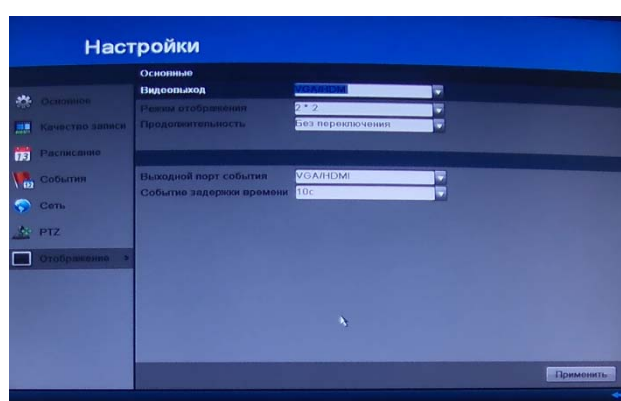 Настройки
Основные
Видеовыход VGA/HDMI
Основное
Режим отображения 2 * 2
Качество записи
Продолжительность Без переключения
Расписание
События
Выходной порт события VGA/HDMI
Событие задержки времени 10с
Сеть
PTZ
Отображение
Применить